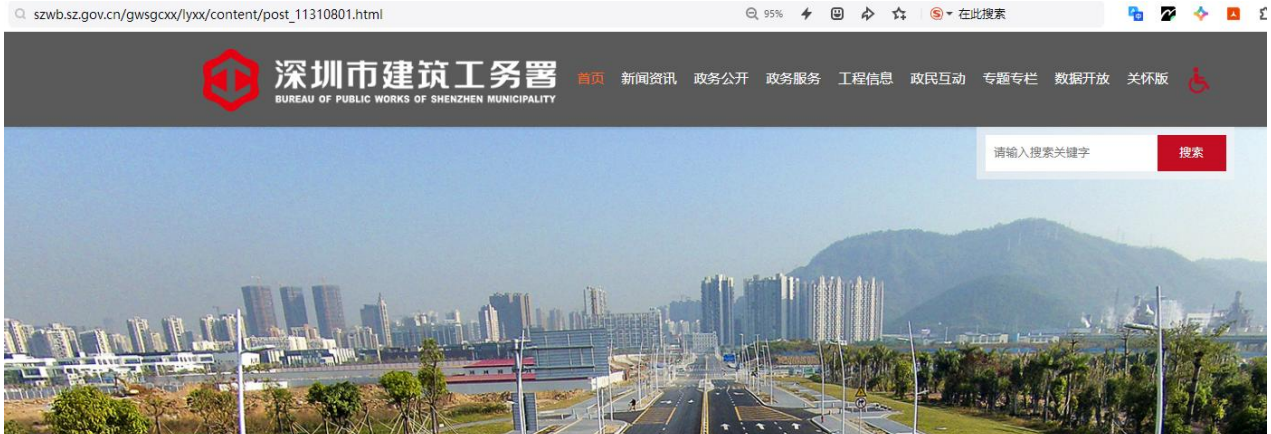 szwb.sz.gov.cn/gwsgcxx/lyxx/content/post_11310801.html
95%
在此搜索
深圳市建筑工务署
BUREAU OF PUBLIC WORKS OF SHENZHEN MUNICIPALITY
首页 新闻资讯 政务公开 政务服务 工程信息 政民互动 专题专栏 数据开放 关怀版
请输入搜索关键字
搜索